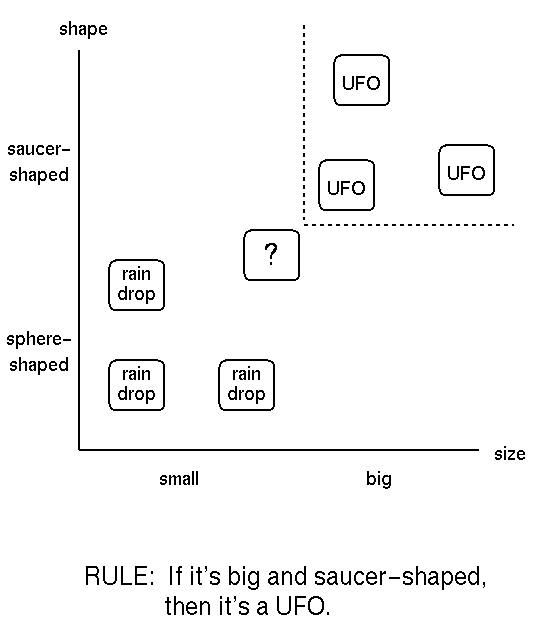 shape
UFO
saucer–
shaped
UFO
UFO
?
rain
drop
sphere–
shaped
rain
drop
rain
drop
size
small
big
RULE: If it's big and saucer–shaped,
then it's a UFO.